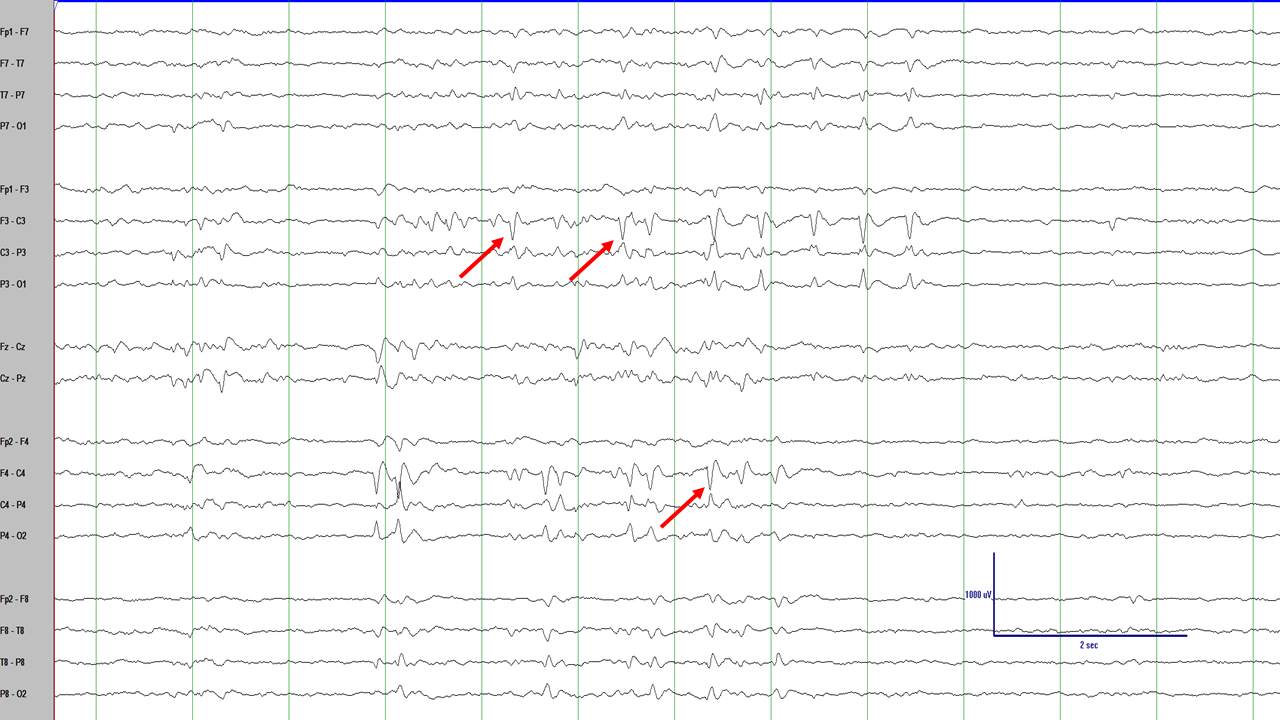 Fp1 - F7
F7 - T7
T7 - P7
P7 - O1
Fp1 - F3
F3 - C3
C3 - P3
P3 - O1
Fz - Cz
Cz - Pz
Fp2 - F4
F4 - C4
C4 - P4
P4 - O2
Fp2 - F8
F8 - T8
T8 - P8
P8 - O2
1000 uV
2 sec